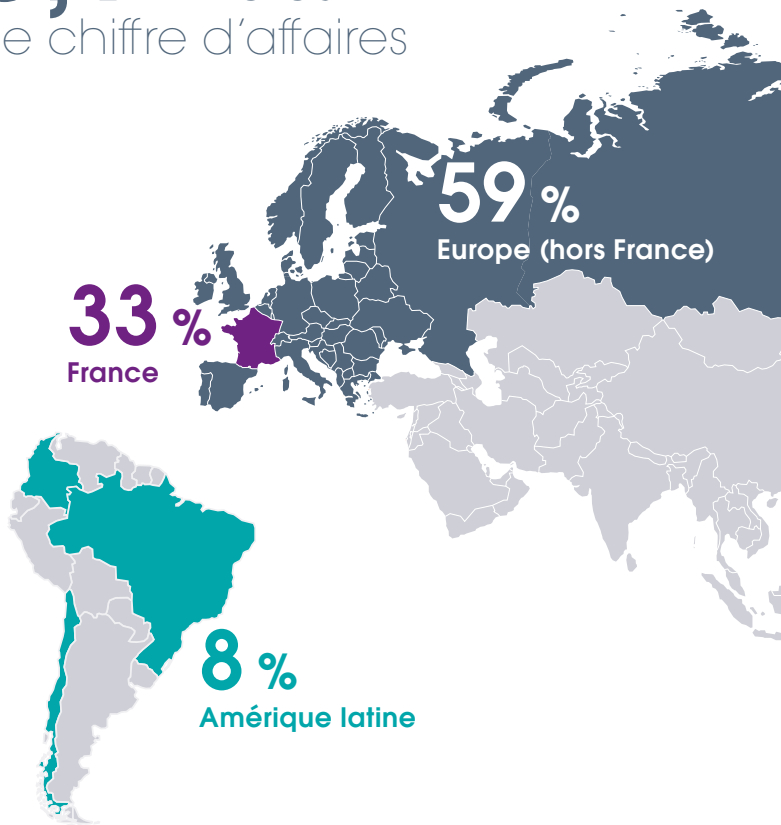 e chiffre d'affaires
59 %
Europe (hors France)
33 %
France
8 %
Amérique latine